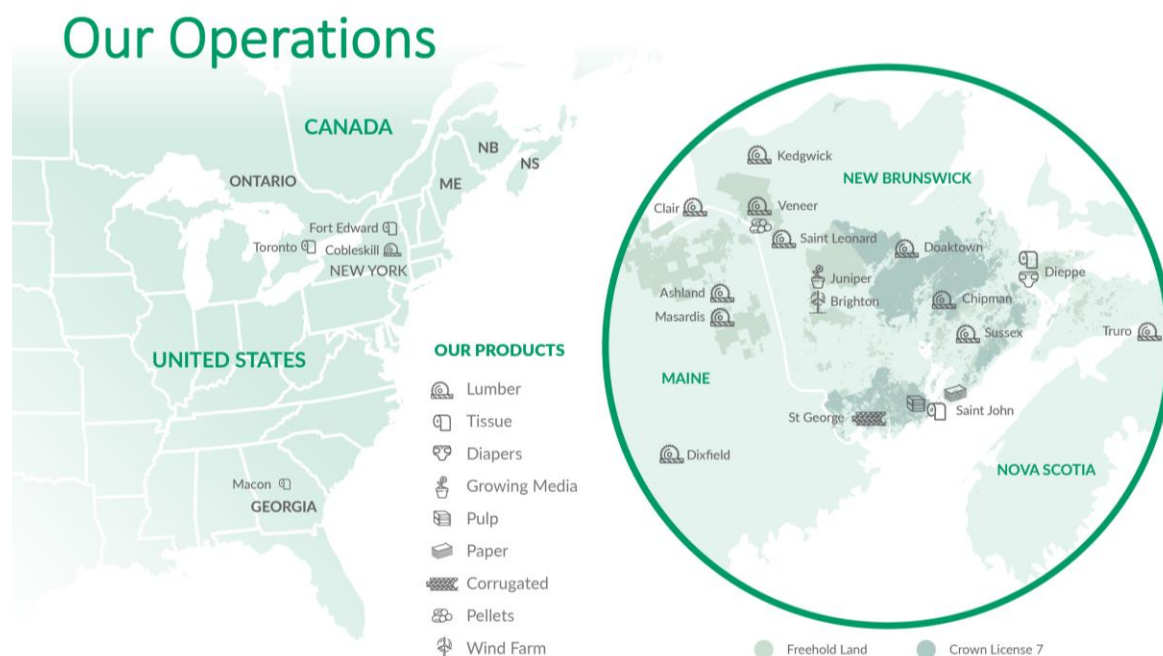 Our Operations
CANADA
NB
NS
ONTARIO
ME
Fort Edward
Toronto
Cobleskill
NEW YORK
UNITED STATES
Macon
GEORGIA
OUR PRODUCTS
Lumber
Tissue
Diapers
Growing Media
Pulp
Paper
Corrugated
Pellets
Wind Farm
Kedgwick
NEW BRUNSWICK
Clair
Veneer
Saint Leonard
Doaktown
Dieppe
Juniper
Ashland
Brighton
Chipman
Masardis
Sussex
Truro
MAINE
St George
Saint John
Dixfield
NOVA SCOTIA
Freehold Land
Crown License 7